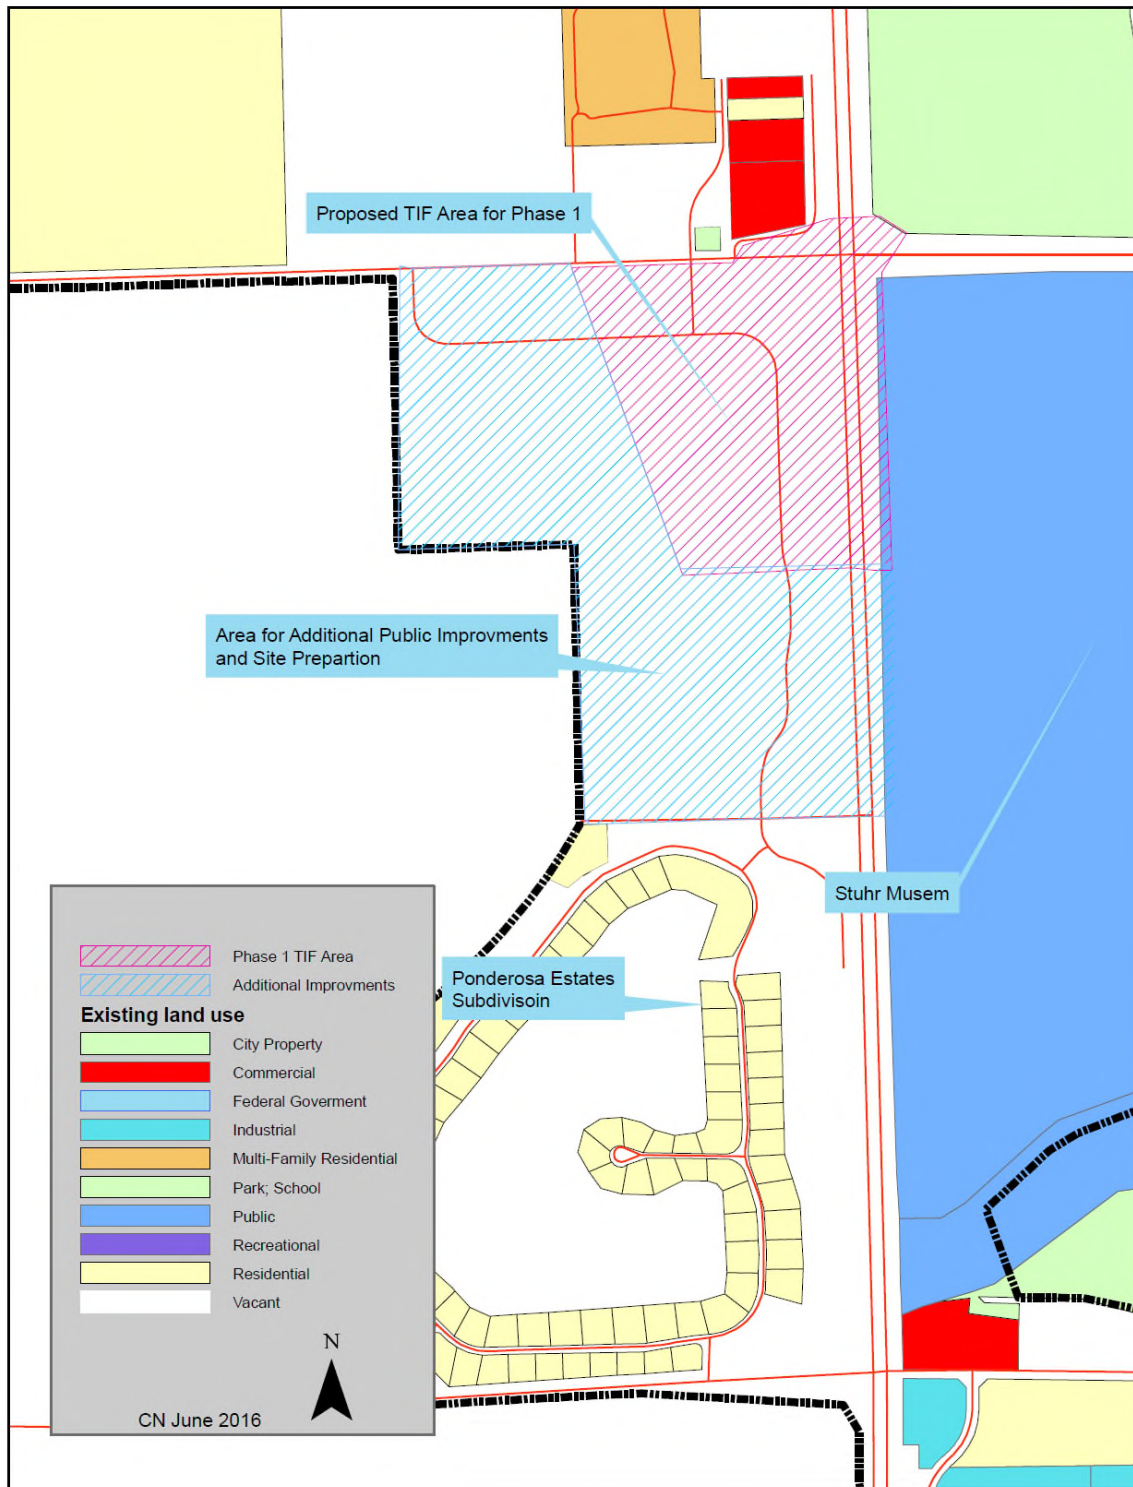 Proposed TIF Area for Phase 1
Area for Additional Public Improvments
and Site Prepartion
Stuhr Musem
Ponderosa Estates
Subdivisoin
Phase 1 TIF Area
Additional Improvments
Existing land use
City Property
Commercial
Federal Goverment
Industrial
Multi-Family Residential
Park; School
Public
Recreational
Residential
Vacant
N
CN June 2016